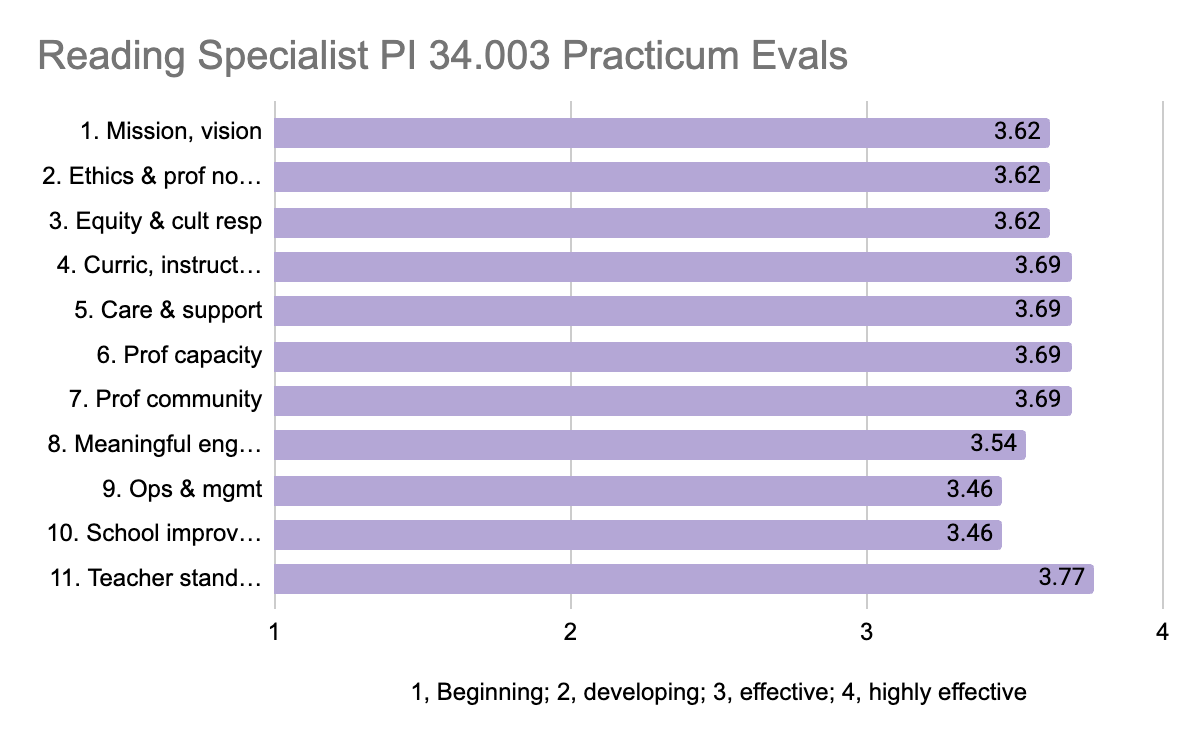 Reading Specialist PI 34.003 Practicum Evals
1. Mission, vision 3.62
2. Ethics & prof no… 3.62
3. Equity & cult resp 3.62
4. Curric, instruct… 3.69
5. Care & support 3.69
6. Prof capacity 3.69
7. Prof community 3.69
8. Meaningful eng… 3.54
9. Ops & mgmt 3.46
10. School improv… 3.46
11. Teacher stand… 3.77
1 2 3 4
1, Beginning; 2, developing; 3, effective; 4, highly effective